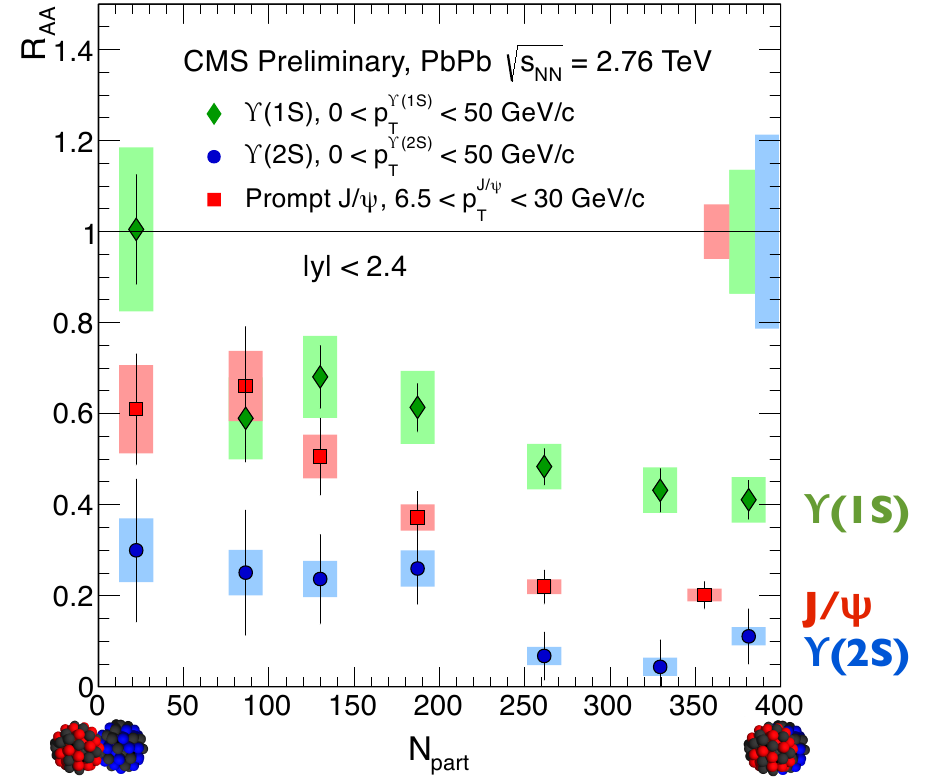 R_AA
1.4
1.2
1
0.8
0.6
0.4
0.2
0
CMS Preliminary, PbPb √s_NN = 2.76 TeV
ϒ(1S), 0 < p_T^ϒ(1S) < 50 GeV/c
ϒ(2S), 0 < p_T^ϒ(2S) < 50 GeV/c
Prompt J/ψ, 6.5 < p_T^J/ψ < 30 GeV/c
|y| < 2.4
ϒ(1S)
J/ψ
ϒ(2S)
0 50 100 150 200 250 300 350 400
N_part